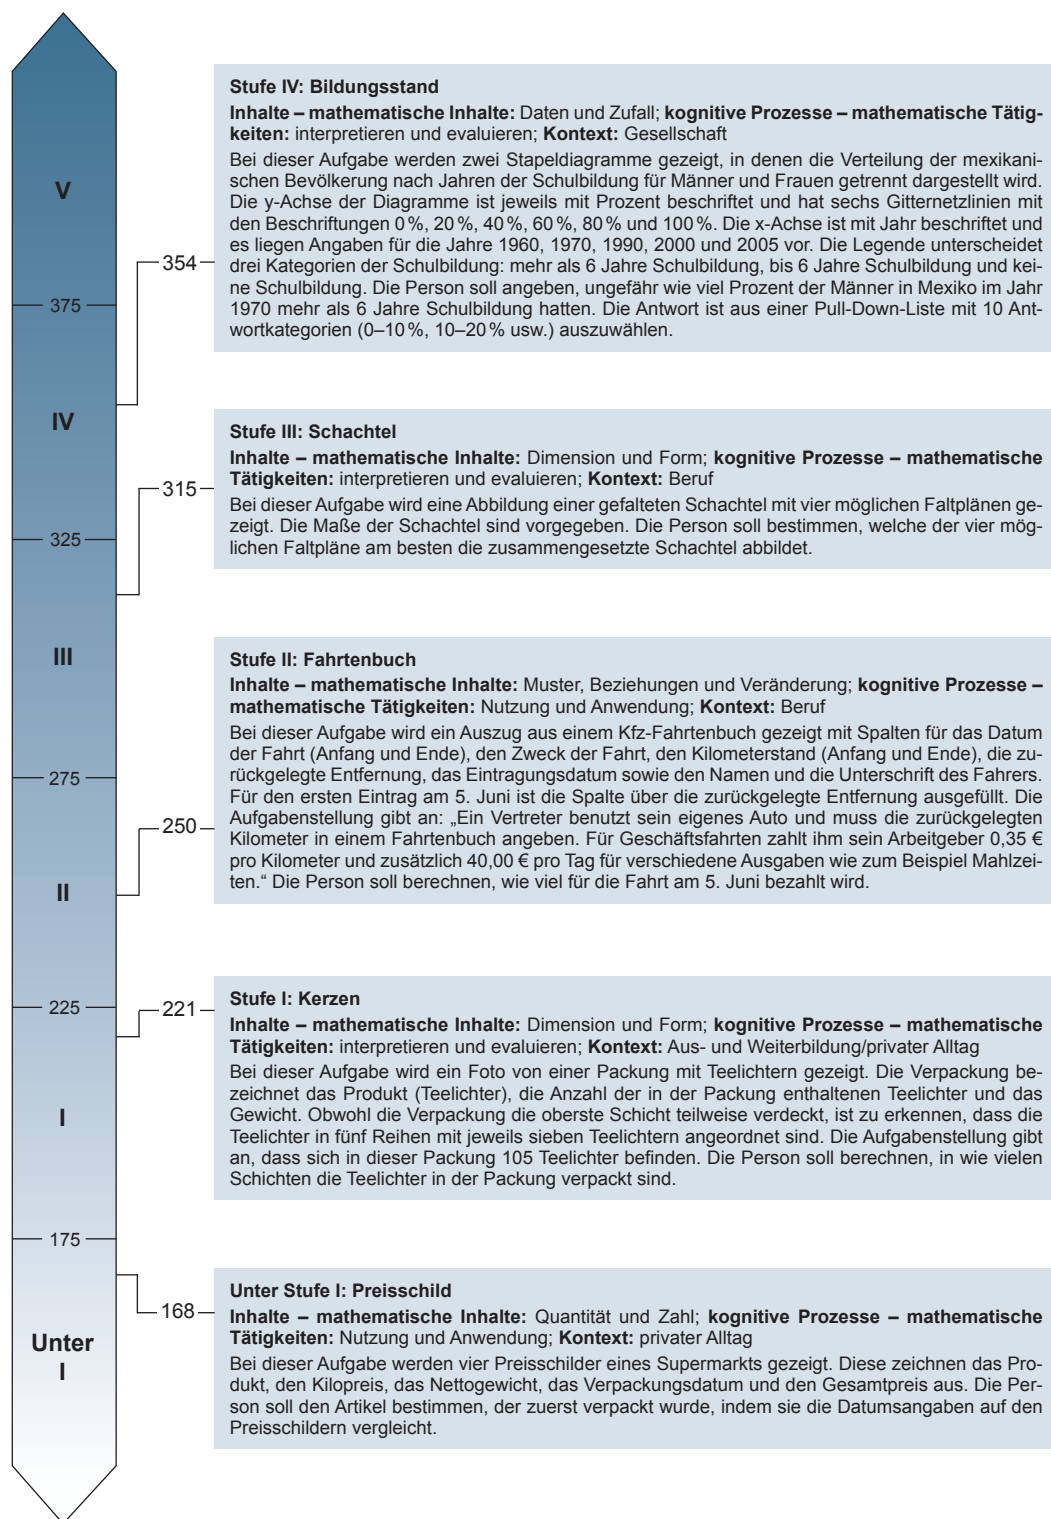 Stufe IV: Bildungsstand
Inhalte – mathematische Inhalte: Daten und Zufall; kognitive Prozesse – mathematische Tätig-
keiten: interpretieren und evaluieren; Kontext: Gesellschaft
Bei dieser Aufgabe werden zwei Stapeldiagramme gezeigt, in denen die Verteilung der mexikani-
schen Bevölkerung nach Jahren der Schulbildung für Männer und Frauen getrennt dargestellt wird.
Die y-Achse der Diagramme ist jeweils mit Prozent beschriftet und hat sechs Gitternetzlinien mit
den Beschriftungen 0 %, 20 %, 40 %, 60 %, 80 % und 100 %. Die x-Achse ist mit Jahr beschriftet und
es liegen Angaben für die Jahre 1960, 1970, 1990, 2000 und 2005 vor. Die Legende unterscheidet
drei Kategorien der Schulbildung: mehr als 6 Jahre Schulbildung, bis 6 Jahre Schulbildung und kei-
ne Schulbildung. Die Person soll angeben, ungefähr wie viel Prozent der Männer in Mexiko im Jahr
1970 mehr als 6 Jahre Schulbildung hatten. Die Antwort ist aus einer Pull-Down-Liste mit 10 Ant-
wortkategorien (0–10 %, 10–20 % usw.) auszuwählen.
V
354
375
IV
Stufe III: Schachtel
Inhalte – mathematische Inhalte: Dimension und Form; kognitive Prozesse – mathematische
Tätigkeiten: interpretieren und evaluieren; Kontext: Beruf
Bei dieser Aufgabe wird eine Abbildung einer gefalteten Schachtel mit vier möglichen Faltplänen ge-
zeigt. Die Maße der Schachtel sind vorgegeben. Die Person soll bestimmen, welche der vier mög-
lichen Faltpläne am besten die zusammengesetzte Schachtel abbildet.
315
325
III
Stufe II: Fahrtenbuch
Inhalte – mathematische Inhalte: Muster, Beziehungen und Veränderung; kognitive Prozesse –
mathematische Tätigkeiten: Nutzung und Anwendung; Kontext: Beruf
Bei dieser Aufgabe wird ein Auszug aus einem Kfz-Fahrtenbuch gezeigt mit Spalten für das Datum
der Fahrt (Anfang und Ende), den Zweck der Fahrt, den Kilometerstand (Anfang und Ende), die zu-
rückgelegte Entfernung, das Eintragungsdatum sowie den Namen und die Unterschrift des Fahrers.
Für den ersten Eintrag am 5. Juni ist die Spalte über die zurückgelegte Entfernung ausgefüllt. Die
Aufgabenstellung gibt an: „Ein Vertreter benutzt sein eigenes Auto und muss die zurückgelegten
Kilometer in einem Fahrtenbuch angeben. Für Geschäftsfahrten zahlt ihm sein Arbeitgeber 0,35 €
pro Kilometer und zusätzlich 40,00 € pro Tag für verschiedene Ausgaben wie zum Beispiel Mahlzei-
ten.“ Die Person soll berechnen, wie viel für die Fahrt am 5. Juni bezahlt wird.
275
250
II
Stufe I: Kerzen
Inhalte – mathematische Inhalte: Dimension und Form; kognitive Prozesse – mathematische
Tätigkeiten: interpretieren und evaluieren; Kontext: Aus- und Weiterbildung/privater Alltag
Bei dieser Aufgabe wird ein Foto von einer Packung mit Teelichtern gezeigt. Die Verpackung be-
zeichnet das Produkt (Teelichter), die Anzahl der in der Packung enthaltenen Teelichter und das
Gewicht. Obwohl die Verpackung die oberste Schicht teilweise verdeckt, ist zu erkennen, dass die
Teelichter in fünf Reihen mit jeweils sieben Teelichtern angeordnet sind. Die Aufgabenstellung gibt
an, dass sich in dieser Packung 105 Teelichter befinden. Die Person soll berechnen, in wie vielen
Schichten die Teelichter in der Packung verpackt sind.
225
221
I
175
Unter Stufe I: Preisschild
Inhalte – mathematische Inhalte: Quantität und Zahl; kognitive Prozesse – mathematische
Tätigkeiten: Nutzung und Anwendung; Kontext: privater Alltag
Bei dieser Aufgabe werden vier Preisschilder eines Supermarkts gezeigt. Diese zeichnen das Pro-
dukt, den Kilopreis, das Nettogewicht, das Verpackungsdatum und den Gesamtpreis aus. Die Per-
son soll den Artikel bestimmen, der zuerst verpackt wurde, indem sie die Datumsangaben auf den
Preisschildern vergleicht.
168
Unter
I